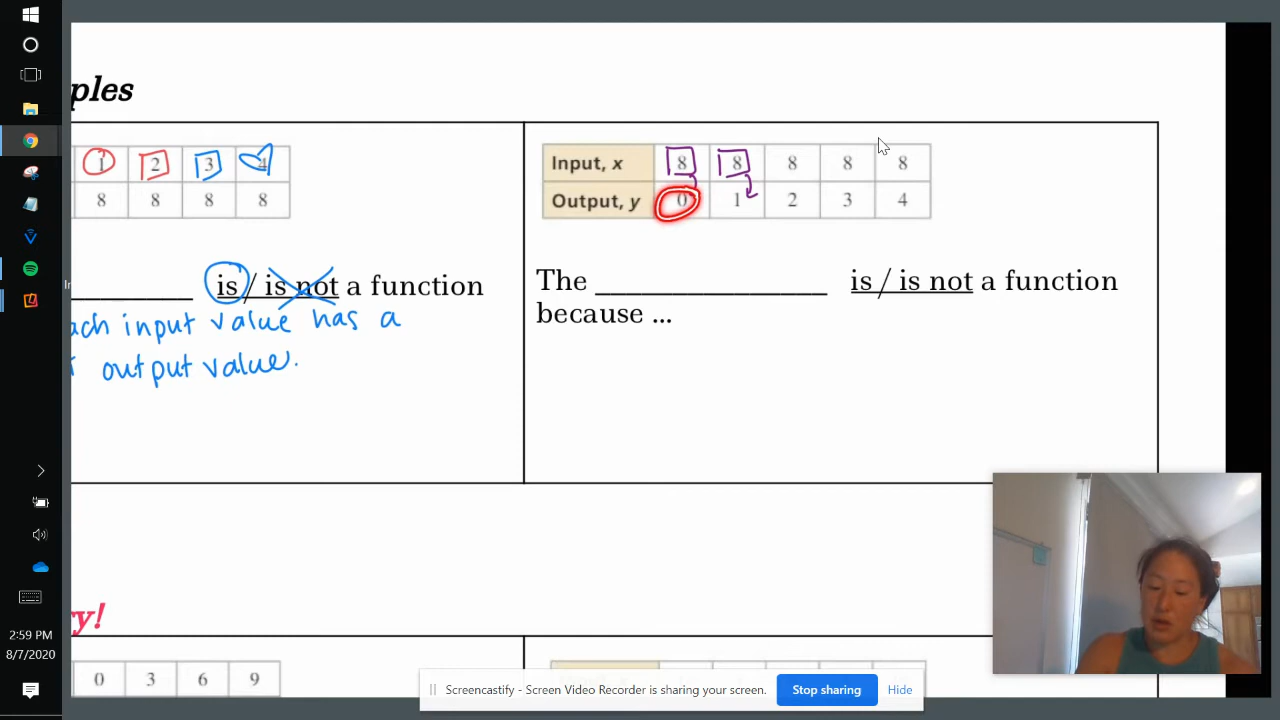 ples
1 2 3 4
8 8 8 8
is / is not a function
ach input value has a
output value.
Input, x 8 8 8 8 8
Output, y 0 1 2 3 4
The ________________ is / is not a function
because ...
ry!
0 3 6 9
Screencastify - Screen Video Recorder is sharing your screen. Stop sharing Hide
2:59 PM
8/7/2020